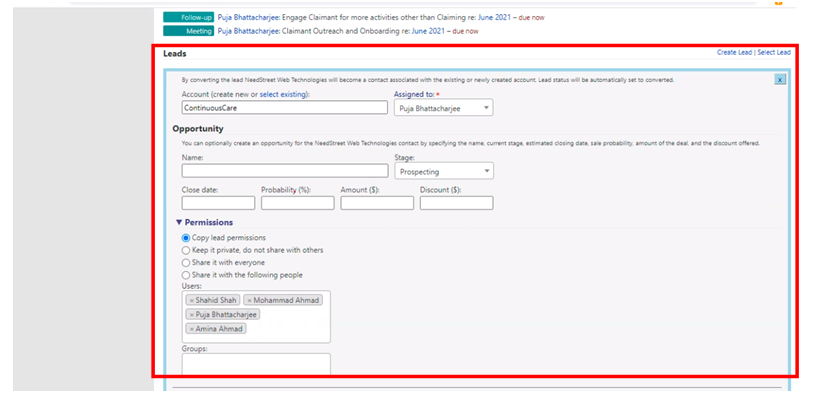 Follow-up Puja Bhattacharjee: Engage Claimant for more activities other than Claiming re: June 2021 – due now
Meeting Puja Bhattacharjee: Claimant Outreach and Onboarding re: June 2021 – due now
Leads Create Lead | Select Lead
By converting the lead NeedStreet Web Technologies will become a contact associated with the existing or newly created account. Lead status will be automatically set to converted. x
Account (create new or select existing): Assigned to: *
ContinuousCare Puja Bhattacharjee
Opportunity
You can optionally create an opportunity for the NeedStreet Web Technologies contact by specifying the name, current stage, estimated closing date, sale probability, amount of the deal, and the discount offered.
Name: Stage:
Prospecting
Close date: Probability (%): Amount ($): Discount ($):
Permissions
Copy lead permissions
Keep it private, do not share with others
Share it with everyone
Share it with the following people
Users:
× Shahid Shah × Mohammad Ahmad
× Puja Bhattacharjee
× Amina Ahmad
Groups: